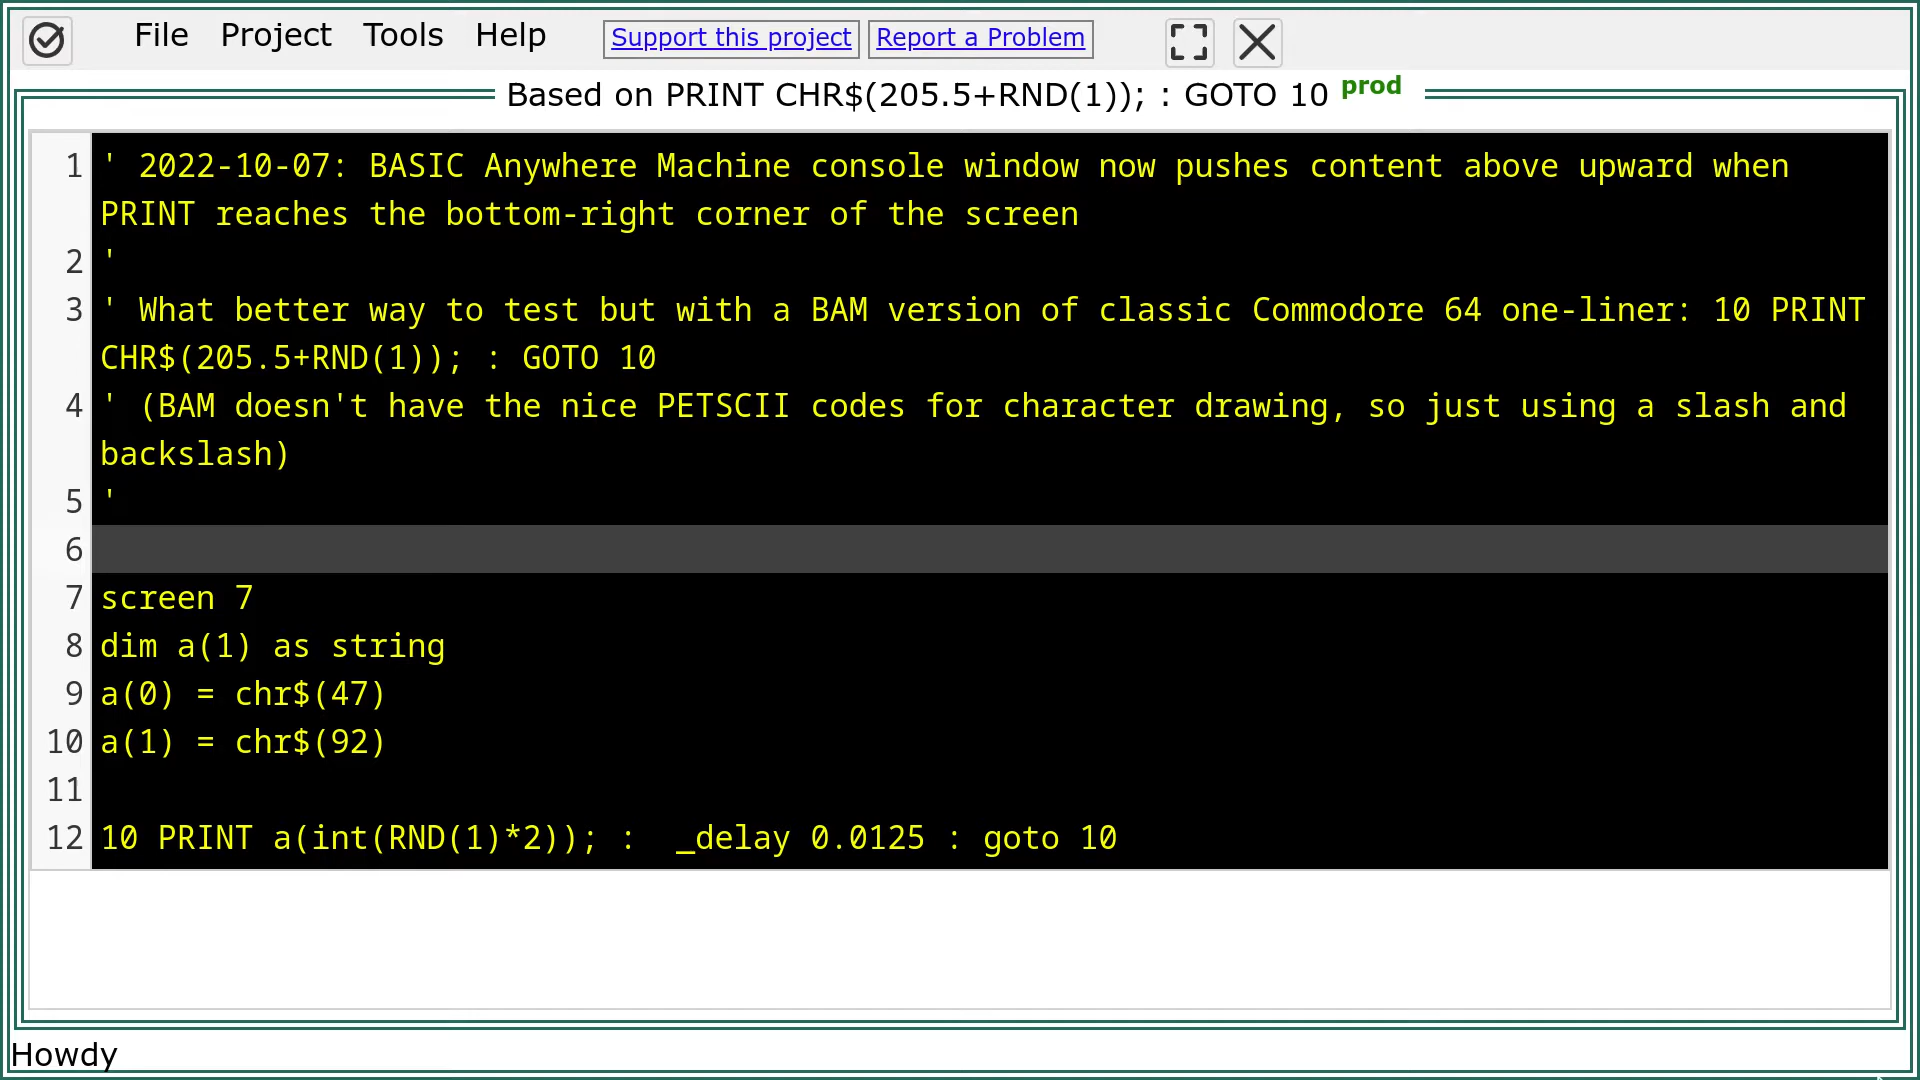 File Project Tools Help Support this project Report a Problem
Based on PRINT CHR$(205.5+RND(1)); : GOTO 10 prod
1 ' 2022-10-07: BASIC Anywhere Machine console window now pushes content above upward when
PRINT reaches the bottom-right corner of the screen
2 '
3 ' What better way to test but with a BAM version of classic Commodore 64 one-liner: 10 PRINT
CHR$(205.5+RND(1)); : GOTO 10
4 ' (BAM doesn't have the nice PETSCII codes for character drawing, so just using a slash and
backslash)
5 '
6
7 screen 7
8 dim a(1) as string
9 a(0) = chr$(47)
10 a(1) = chr$(92)
11
12 10 PRINT a(int(RND(1)*2)); :  _delay 0.0125 : goto 10
Howdy